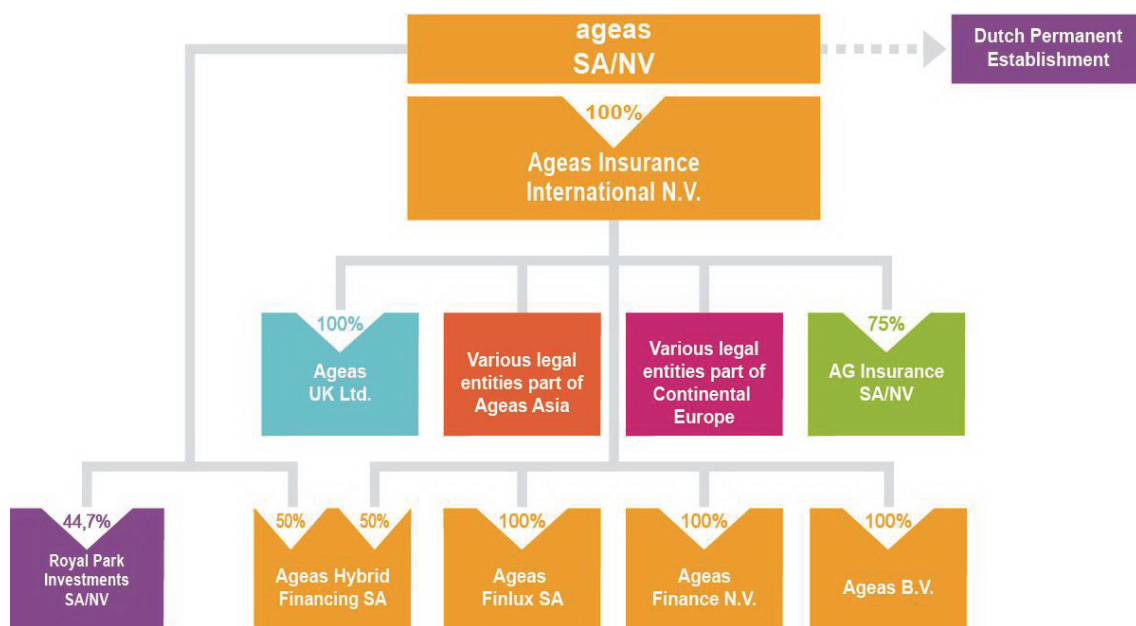 ageas
SA/NV
Dutch Permanent
Establishment
100%
Ageas Insurance
International N.V.
100%
Ageas
UK Ltd.
Various legal
entities part of
Ageas Asia
Various legal
entities part of
Continental
Europe
75%
AG Insurance
SA/NV
44,7%
Royal Park
Investments
SA/NV
50%
50%
Ageas Hybrid
Financing SA
100%
Ageas
Finlux SA
100%
Ageas
Finance N.V.
100%
Ageas B.V.